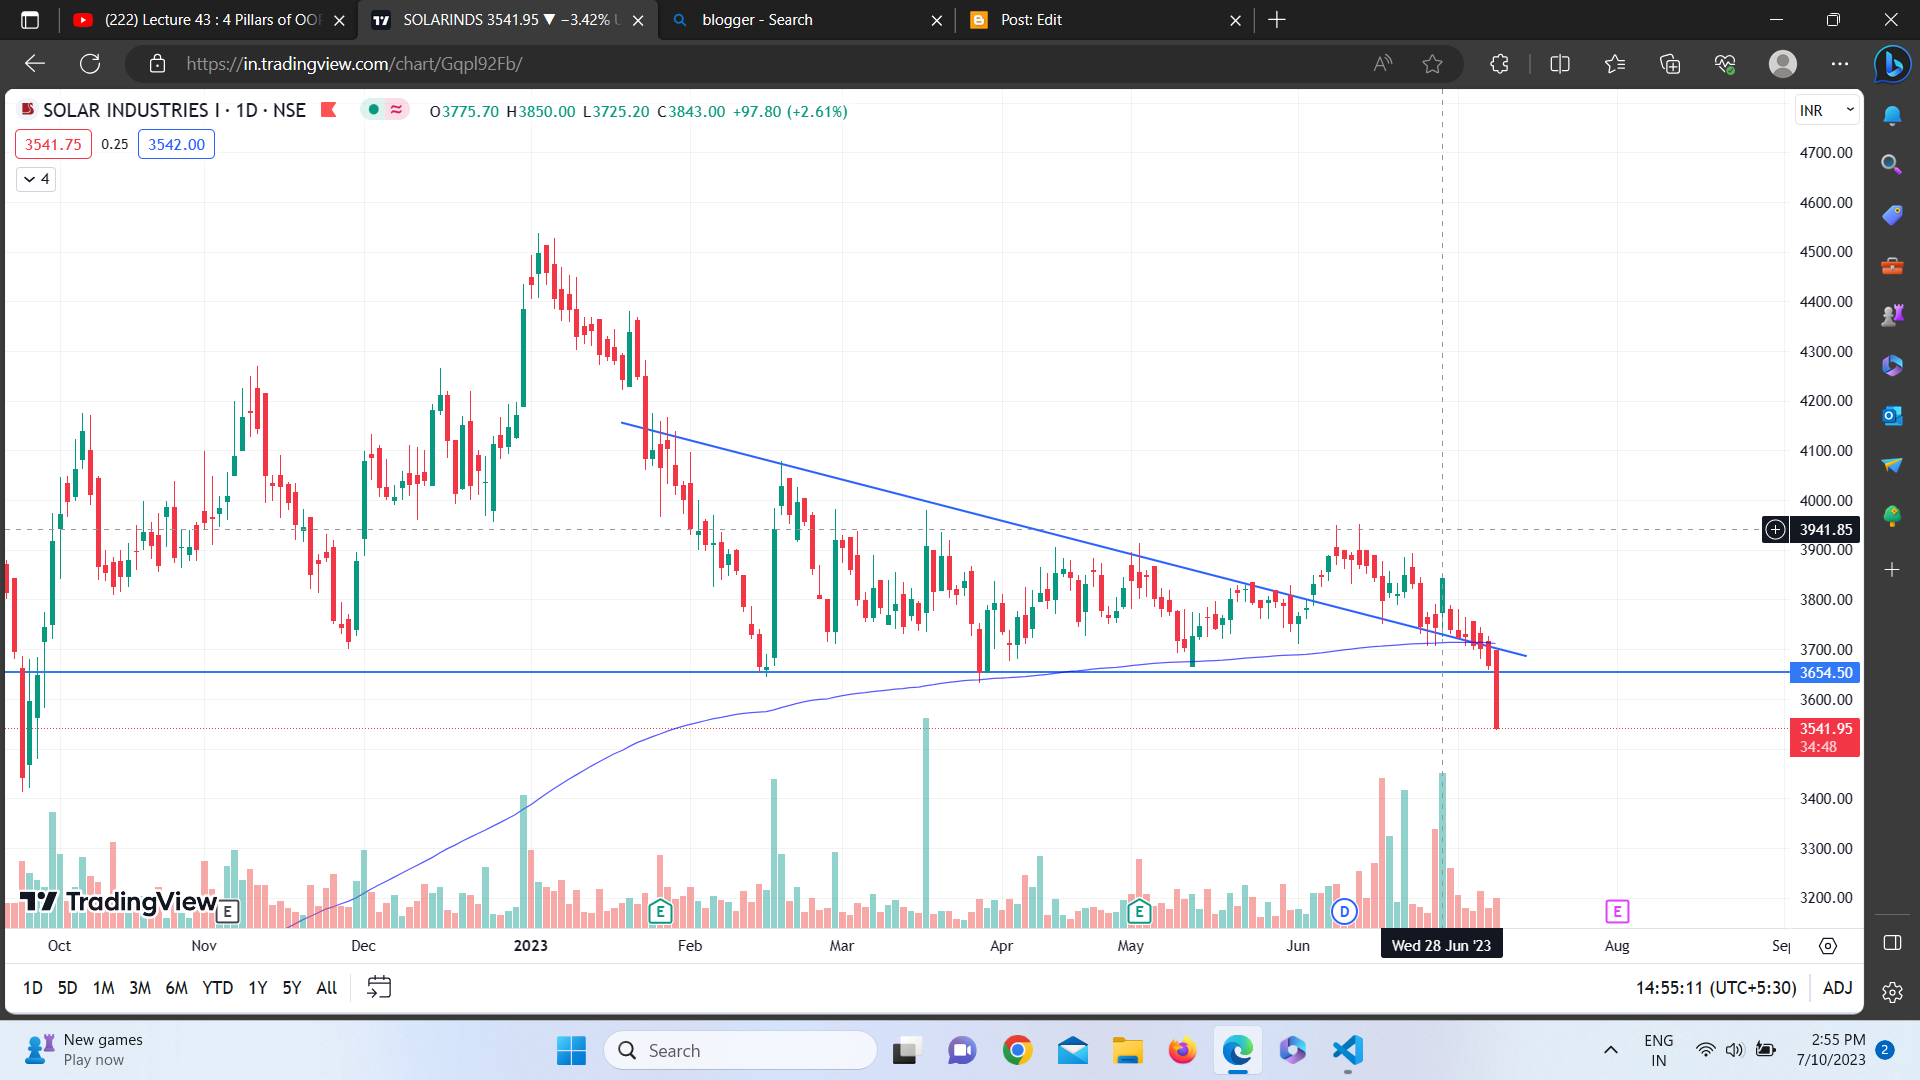 (222) Lecture 43 : 4 Pillars of OOP
SOLARINDS 3541.95 ▼ −3.42% U
blogger - Search
Post: Edit
https://in.tradingview.com/chart/Gqpl92Fb/
SOLAR INDUSTRIES I · 1D · NSE
O3775.70 H3850.00 L3725.20 C3843.00 +97.80 (+2.61%)
INR
3541.75 0.25 3542.00
4
4700.00
4600.00
4500.00
4400.00
4300.00
4200.00
4100.00
4000.00
3941.85
3900.00
3800.00
3700.00
3654.50
3600.00
3541.95
34:48
3400.00
3300.00
3200.00
TradingView
E
E
E
D
E
Oct Nov Dec 2023 Feb Mar Apr May Jun Wed 28 Jun '23 Aug Sep
1D 5D 1M 3M 6M YTD 1Y 5Y All
14:55:11 (UTC+5:30) ADJ
New games
Play now
Search
ENG
IN
2:55 PM
7/10/2023
2